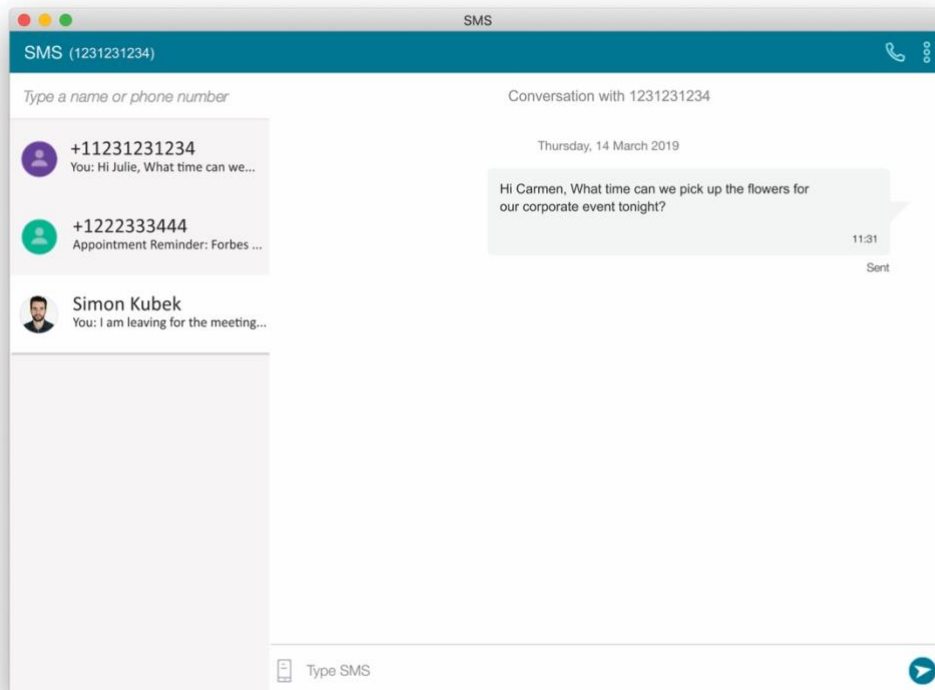 SMS
SMS (1231231234)
Type a name or phone number
+11231231234
You: Hi Julie, What time can we...
+1222333444
Appointment Reminder: Forbes ...
Simon Kubek
You: I am leaving for the meeting...
Conversation with 1231231234
Thursday, 14 March 2019
Hi Carmen, What time can we pick up the flowers for
our corporate event tonight?
11:31
Sent
Type SMS